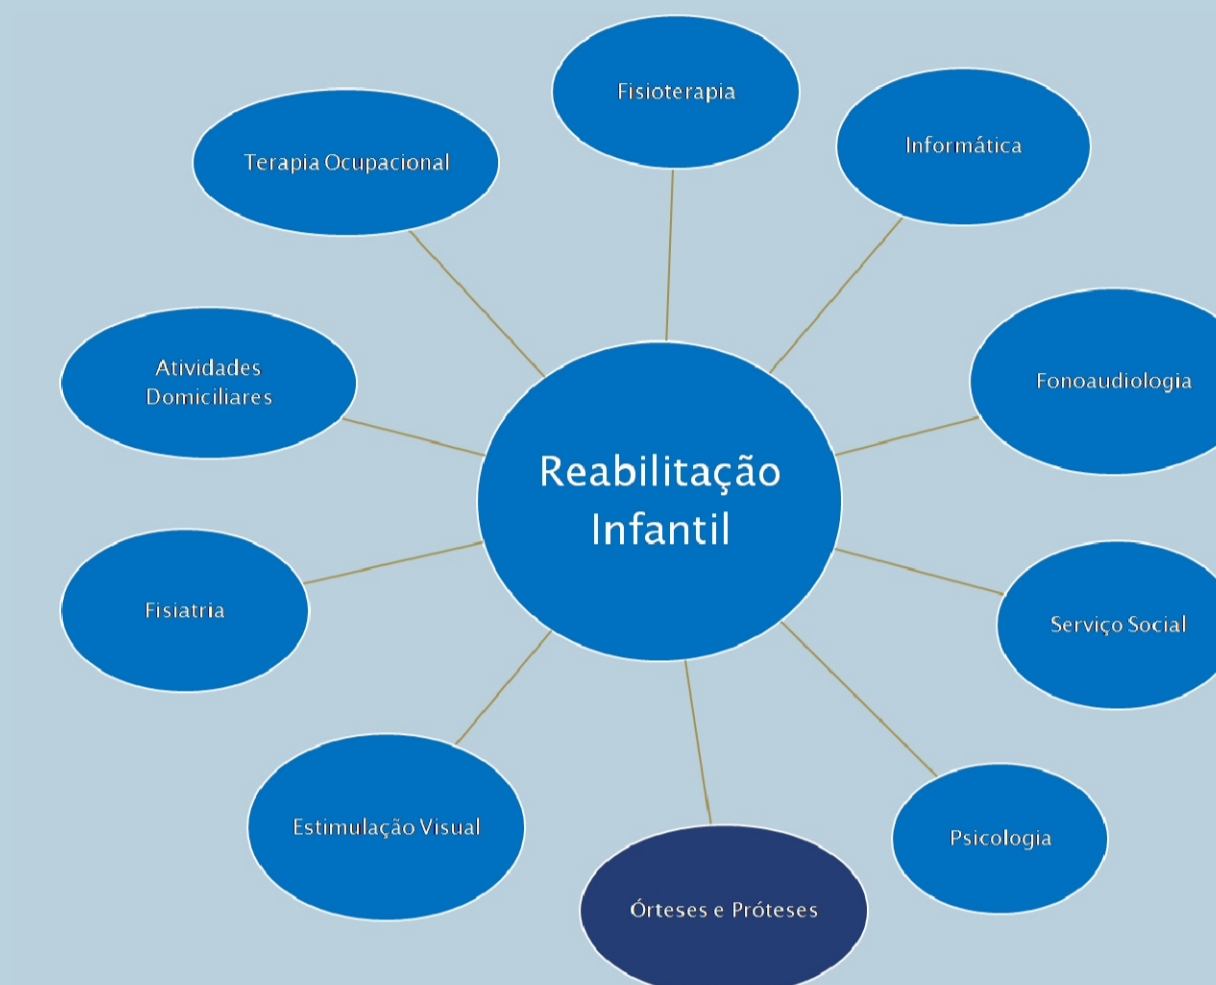 Fisioterapia
Informática
Terapia Ocupacional
Atividades
Domiciliares
Fonoaudiologia
Reabilitação
Infantil
Fisiatria
Serviço Social
Estimulação Visual
Psicologia
Órteses e Próteses